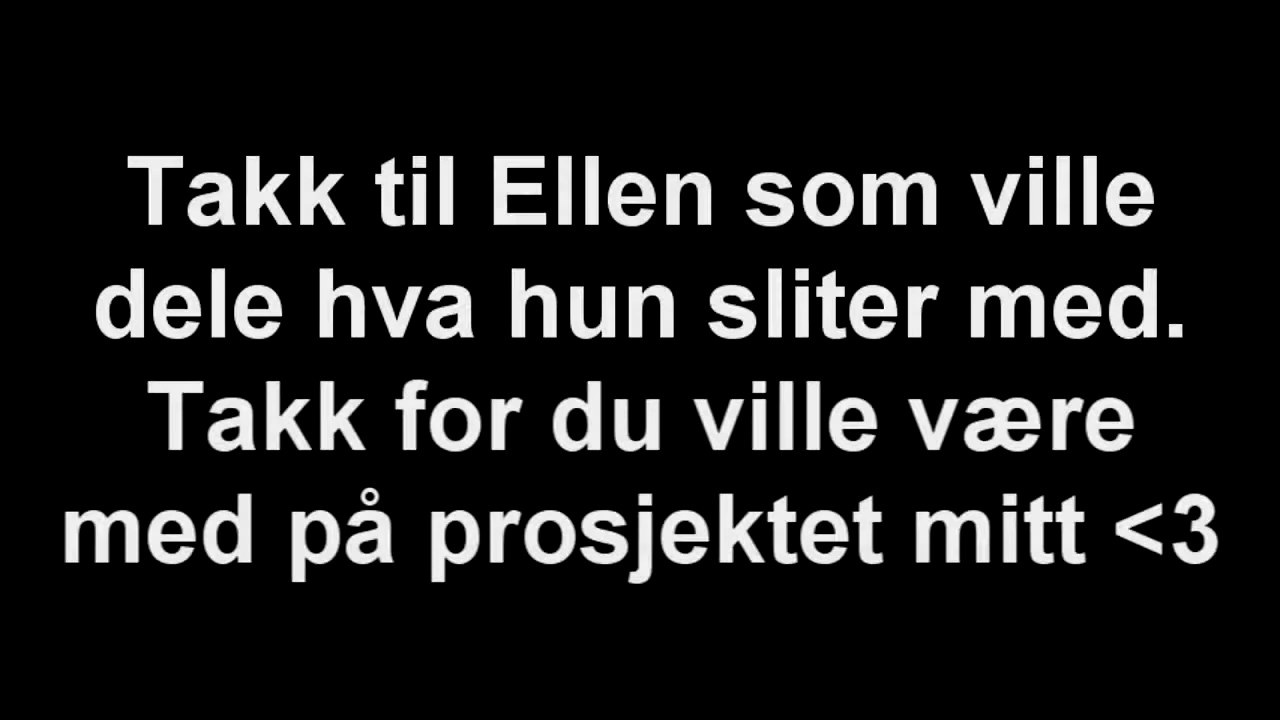 Takk til Ellen som ville
dele hva hun sliter med.
Takk for du ville være
med på prosjektet mitt <3